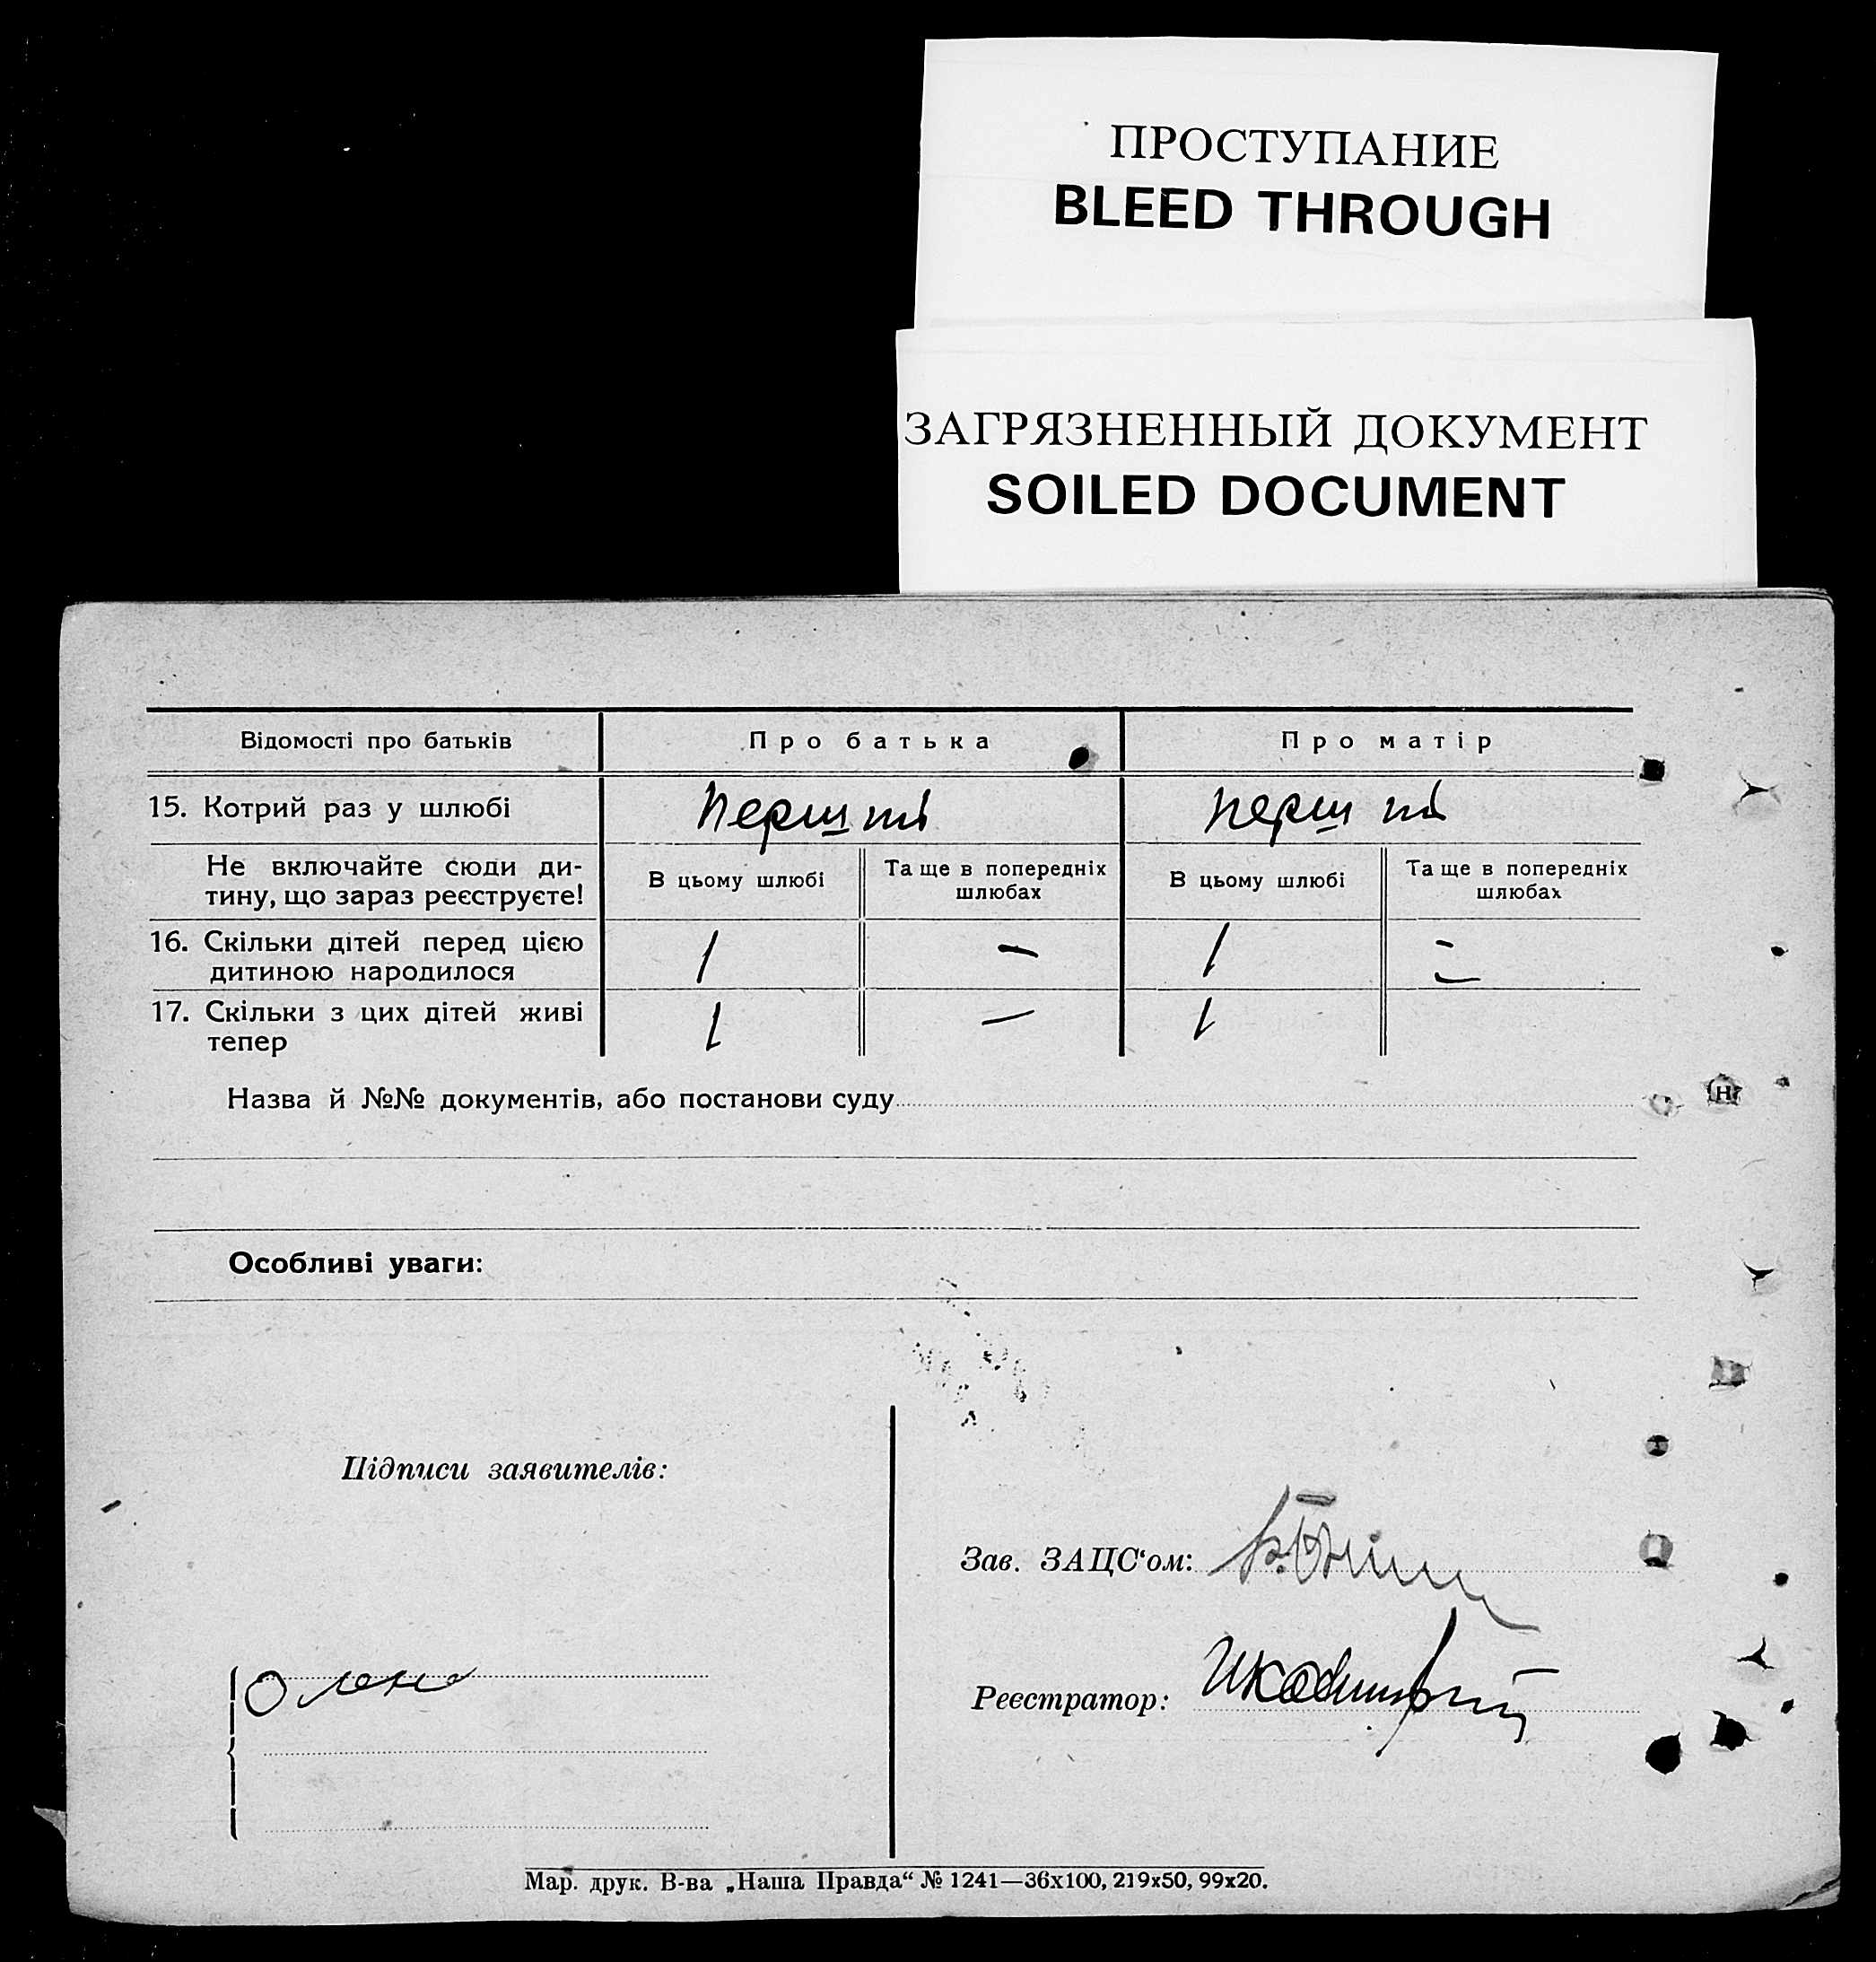 ПРОСТУПАНИЕ
BLEED THROUGH
ЗАГРЯЗНЕННЫЙ ДОКУМЕНТ
SOILED DOCUMENT
Відомості про батьків Про батька Про матір
15. Котрий раз у шлюбі
Не включайте сюди ди-
тину, що зараз реєструєте!
В цьому шлюбі Та ще в попередніх шлюбах В цьому шлюбі Та ще в попередніх шлюбах
16. Скільки дітей перед цією 1 — 1 —
дитиною народилося
17. Скільки з цих дітей живі 1 — 1
тепер
Назва й №№ документів, або постанови суду
Особливі уваги:
Підписи заявителів:
Зав. ЗАЦС‘ом:
Реєстратор:
Мар. друк. В-ва „Наша Правда“ № 1241—36х100, 219х50, 99х20.